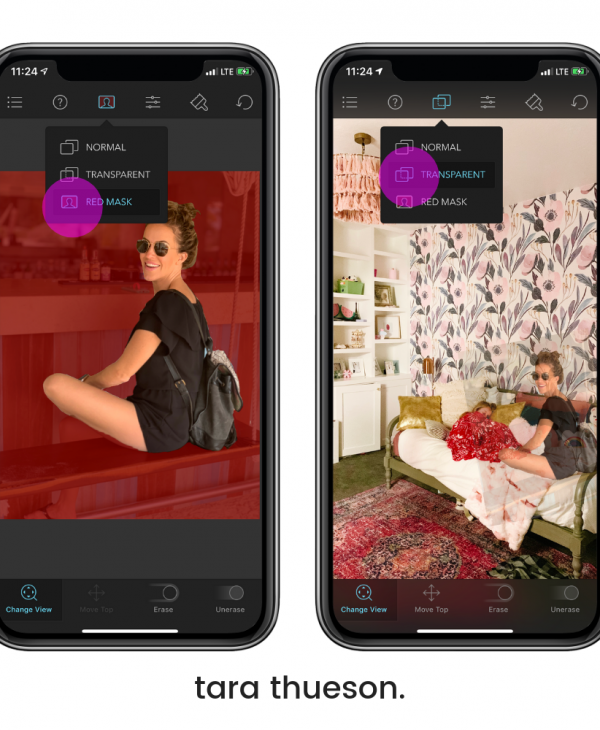 11:24
LTE
NORMAL
TRANSPARENT
RED MASK
Change View
Move Top
Erase
Unerase
11:24
LTE
NORMAL
TRANSPARENT
RED MASK
Change View
Move Top
Erase
Unerase
tara thueson.